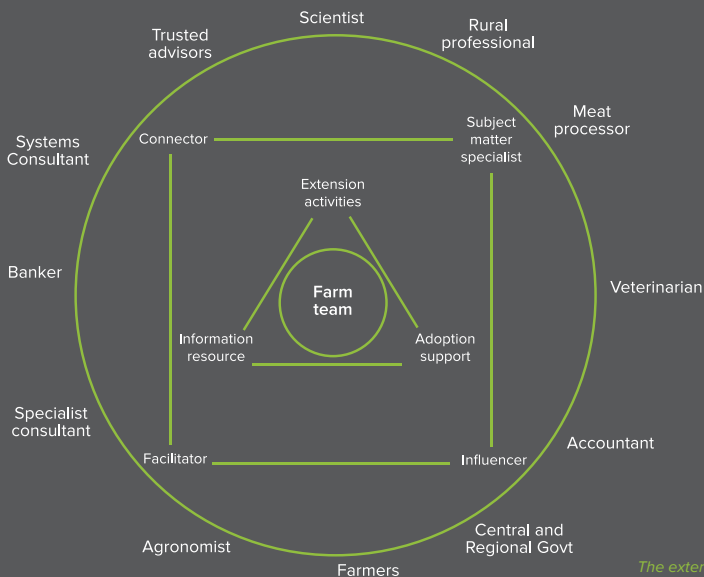 Scientist
Trusted
advisors
Rural
professional
Meat
processor
Systems
Consultant
Connector
Subject
matter
specialist
Extension
activities
Banker
Farm
team
Veterinarian
Information
resource
Adoption
support
Specialist
consultant
Accountant
Facilitator
Influencer
Central and
Regional Govt
Agronomist
Farmers
The exter